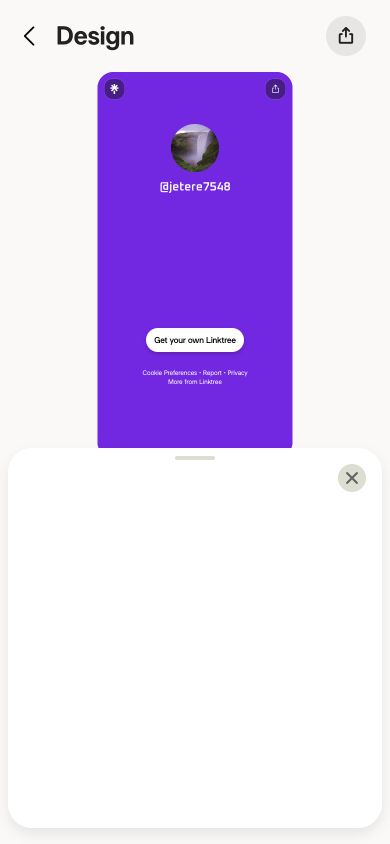 Design
@jetere7548
Get your own Linktree
Cookie Preferences • Report • Privacy
More from Linktree